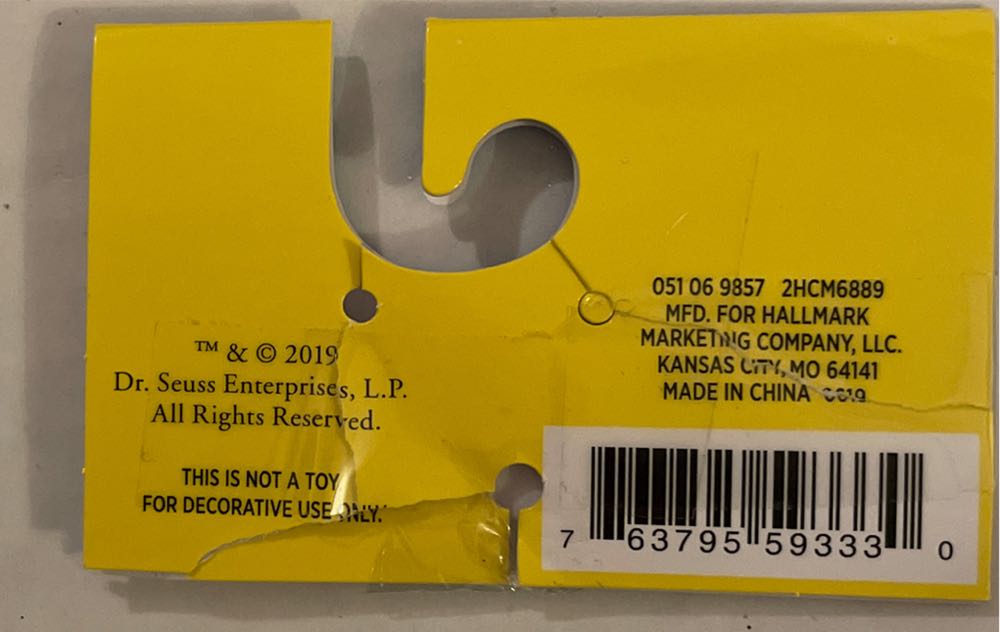 TM & © 2019
Dr. Seuss Enterprises, L.P.
All Rights Reserved.
THIS IS NOT A TOY
FOR DECORATIVE USE ONLY.
051 06 9857 2HCM6889
MFD. FOR HALLMARK
MARKETING COMPANY, LLC.
KANSAS CITY, MO 64141
MADE IN CHINA 0619
7 63795 59333 0